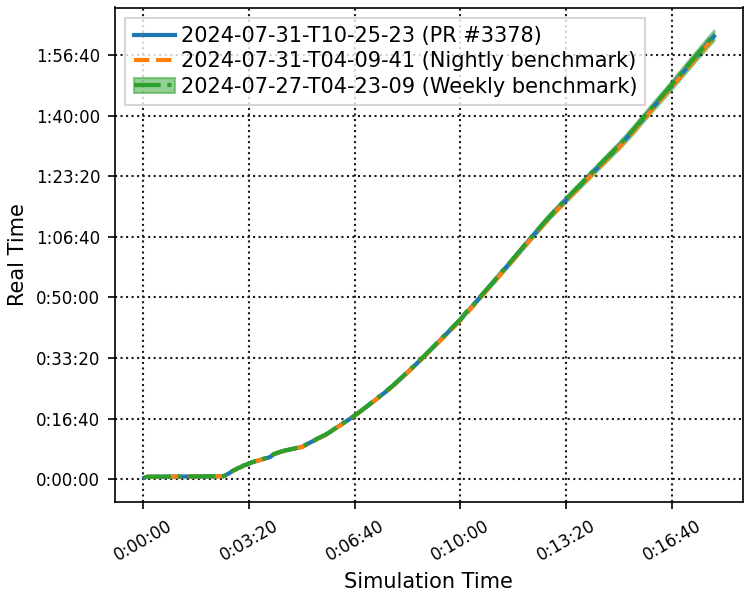 2024-07-31-T10-25-23 (PR #3378)
2024-07-31-T04-09-41 (Nightly benchmark)
2024-07-27-T04-23-09 (Weekly benchmark)
1:56:40
1:40:00
1:23:20
1:06:40
0:50:00
0:33:20
0:16:40
0:00:00
Real Time
0:00:00
0:03:20
0:06:40
0:10:00
0:13:20
0:16:40
Simulation Time